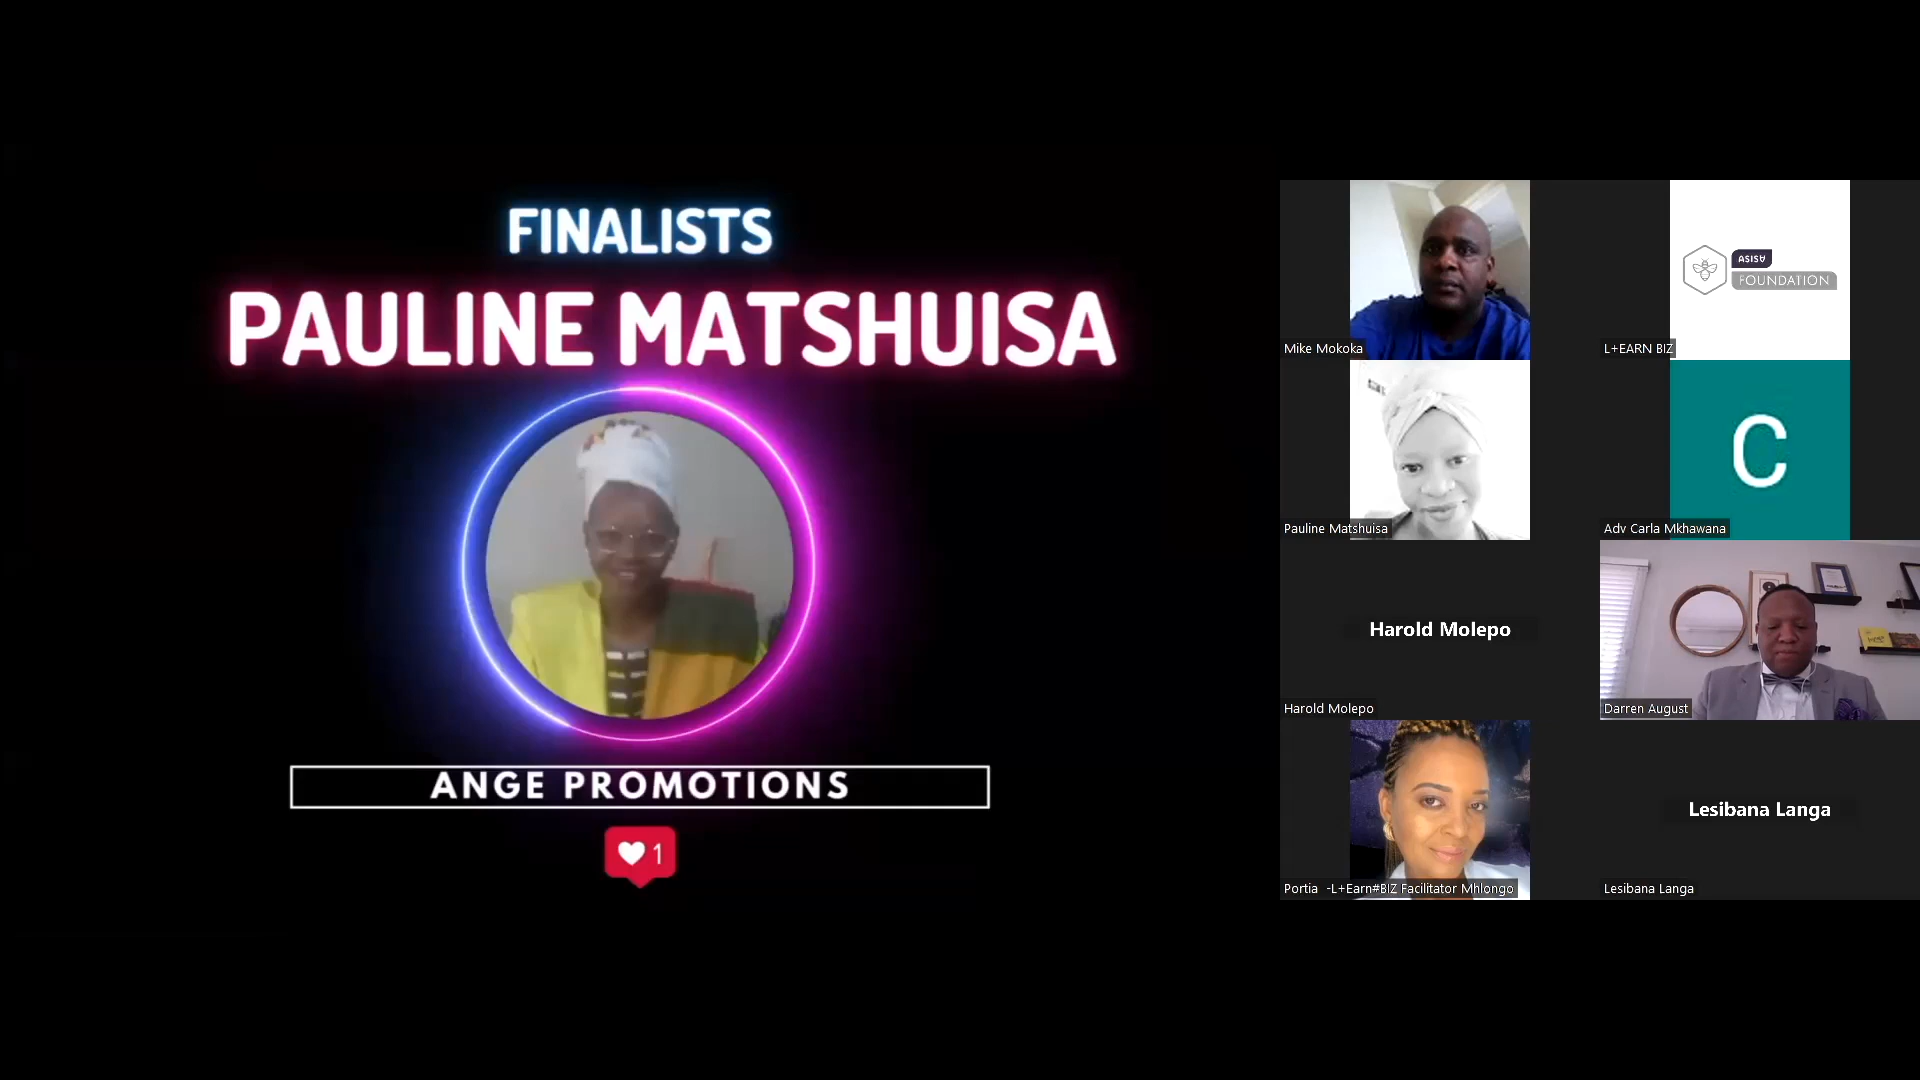 FINALISTS
PAULINE MATSHUISA
ANGE PROMOTIONS
1
Mike Mokoka
ASISA
FOUNDATION
L+EARN BIZ
Pauline Matshuisa
C
Adv Carla Mkhawana
Harold Molepo
Harold Molepo
Darren August
Portia -L+Earn#BIZ Facilitator Mhlongo
Lesibana Langa
Lesibana Langa